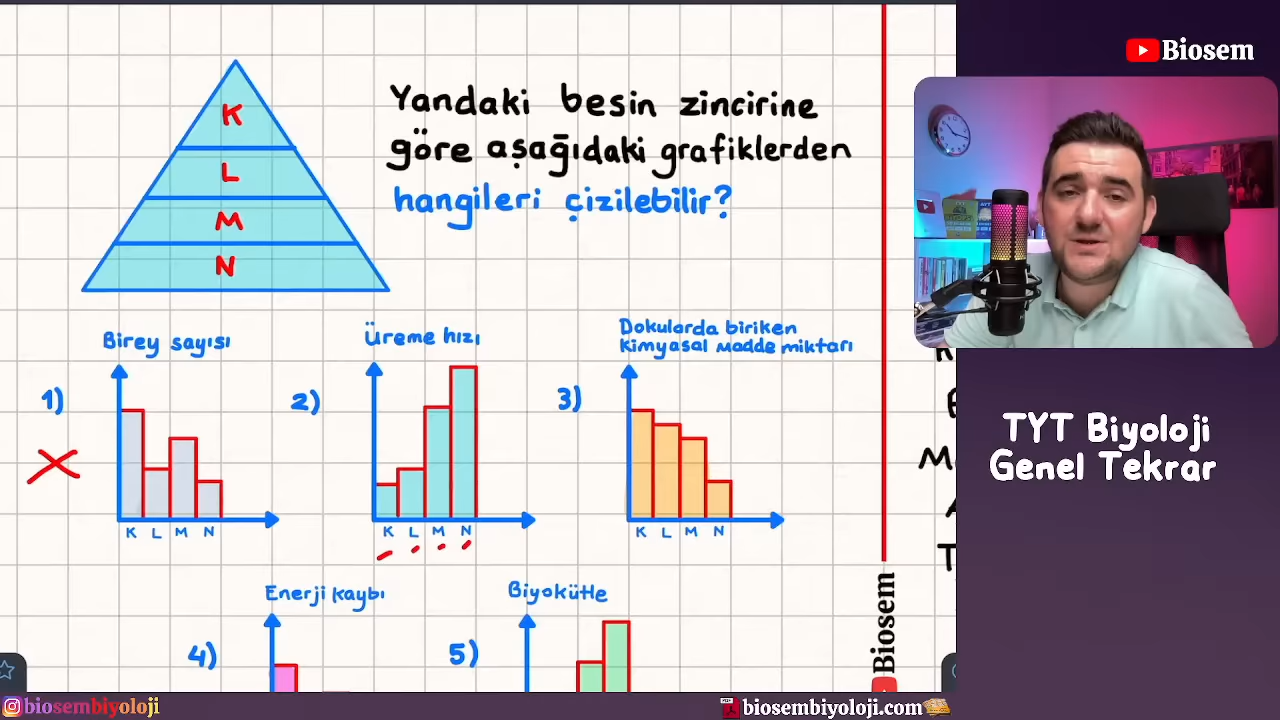 Biosem
K
L
M
N
Yandaki besin zincirine
göre aşağıdaki grafiklerden
hangileri çizilebilir?
Birey sayısı
1)
K L M N
Üreme hızı
2)
K L M N
Dokularda biriken
kimyasal madde miktarı
3)
K L M N
Enerji kaybı
4)
Biyokütle
5)
Biosem
TYT Biyoloji
Genel Tekrar
biosembiyoloji
biosembiyoloji.com